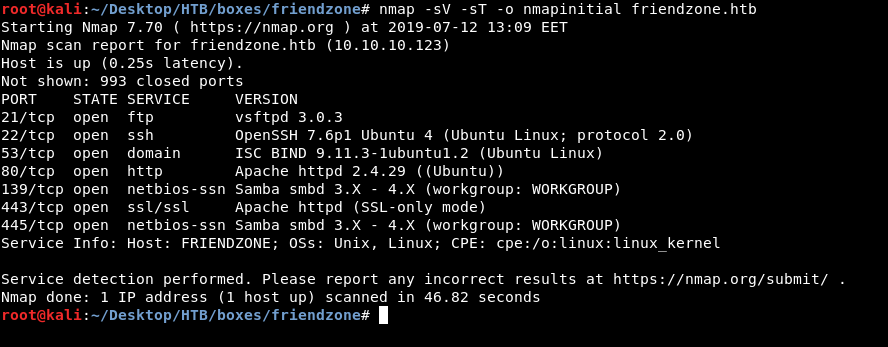 root@kali:~/Desktop/HTB/boxes/friendzone# nmap -sV -sT -o nmapinitial friendzone.htb
Starting Nmap 7.70 ( https://nmap.org ) at 2019-07-12 13:09 EET
Nmap scan report for friendzone.htb (10.10.10.123)
Host is up (0.25s latency).
Not shown: 993 closed ports
PORT    STATE SERVICE     VERSION
21/tcp  open  ftp         vsftpd 3.0.3
22/tcp  open  ssh         OpenSSH 7.6p1 Ubuntu 4 (Ubuntu Linux; protocol 2.0)
53/tcp  open  domain      ISC BIND 9.11.3-1ubuntu1.2 (Ubuntu Linux)
80/tcp  open  http        Apache httpd 2.4.29 ((Ubuntu))
139/tcp open  netbios-ssn Samba smbd 3.X - 4.X (workgroup: WORKGROUP)
443/tcp open  ssl/ssl     Apache httpd (SSL-only mode)
445/tcp open  netbios-ssn Samba smbd 3.X - 4.X (workgroup: WORKGROUP)
Service Info: Host: FRIENDZONE; OSs: Unix, Linux; CPE: cpe:/o:linux:linux_kernel
Service detection performed. Please report any incorrect results at https://nmap.org/submit/ .
Nmap done: 1 IP address (1 host up) scanned in 46.82 seconds
root@kali:~/Desktop/HTB/boxes/friendzone#